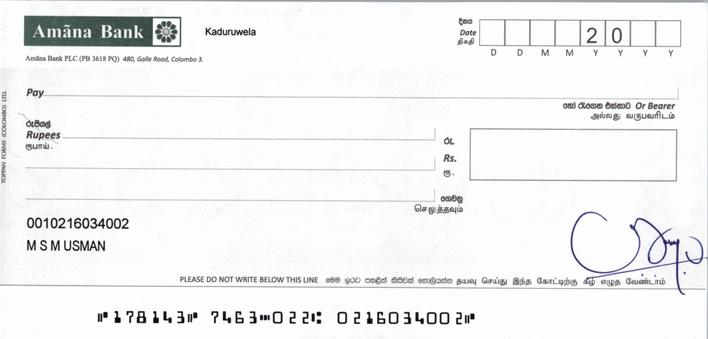 Amãna Bank
Kaduruwela
දිනය
Date
திகதி
2 0
D D M M Y Y Y Y
Amãna Bank PLC (PB 3618 PQ) 480, Galle Road, Colombo 3.
Pay
හෝ රැගෙන එන්නාට Or Bearer
அல்லது வருபவரிடம்
රුපියල්
Rupees
ரூபாய்.
රු.
Rs.
ரூ.
ගෙවනු
செலுத்தவும்
TOPPAN FORMS (COLOMBO) LTD.
0010216034002
M S M USMAN
PLEASE DO NOT WRITE BELOW THIS LINE මෙම ඉරට පහළින් කිසිවක් නොලියන්න தயவு செய்து இந்த கோட்டிற்கு கீழ் எழுத வேண்டாம்
⑈178143⑈ 7463⑉022⑆ 0216034002⑈